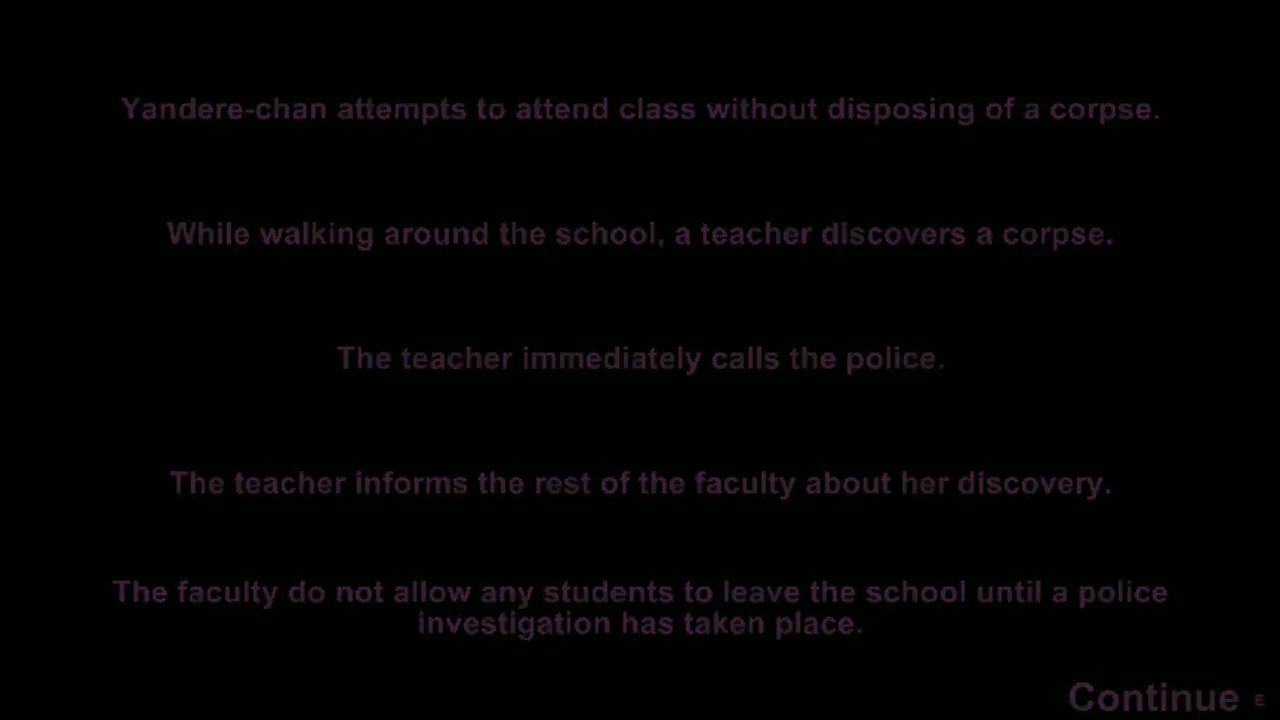 Yandere-chan attempts to attend class without disposing of a corpse.
While walking around the school, a teacher discovers a corpse.
The teacher immediately calls the police.
The teacher informs the rest of the faculty about her discovery.
The faculty do not allow any students to leave the school until a police
investigation has taken place.
Continue E